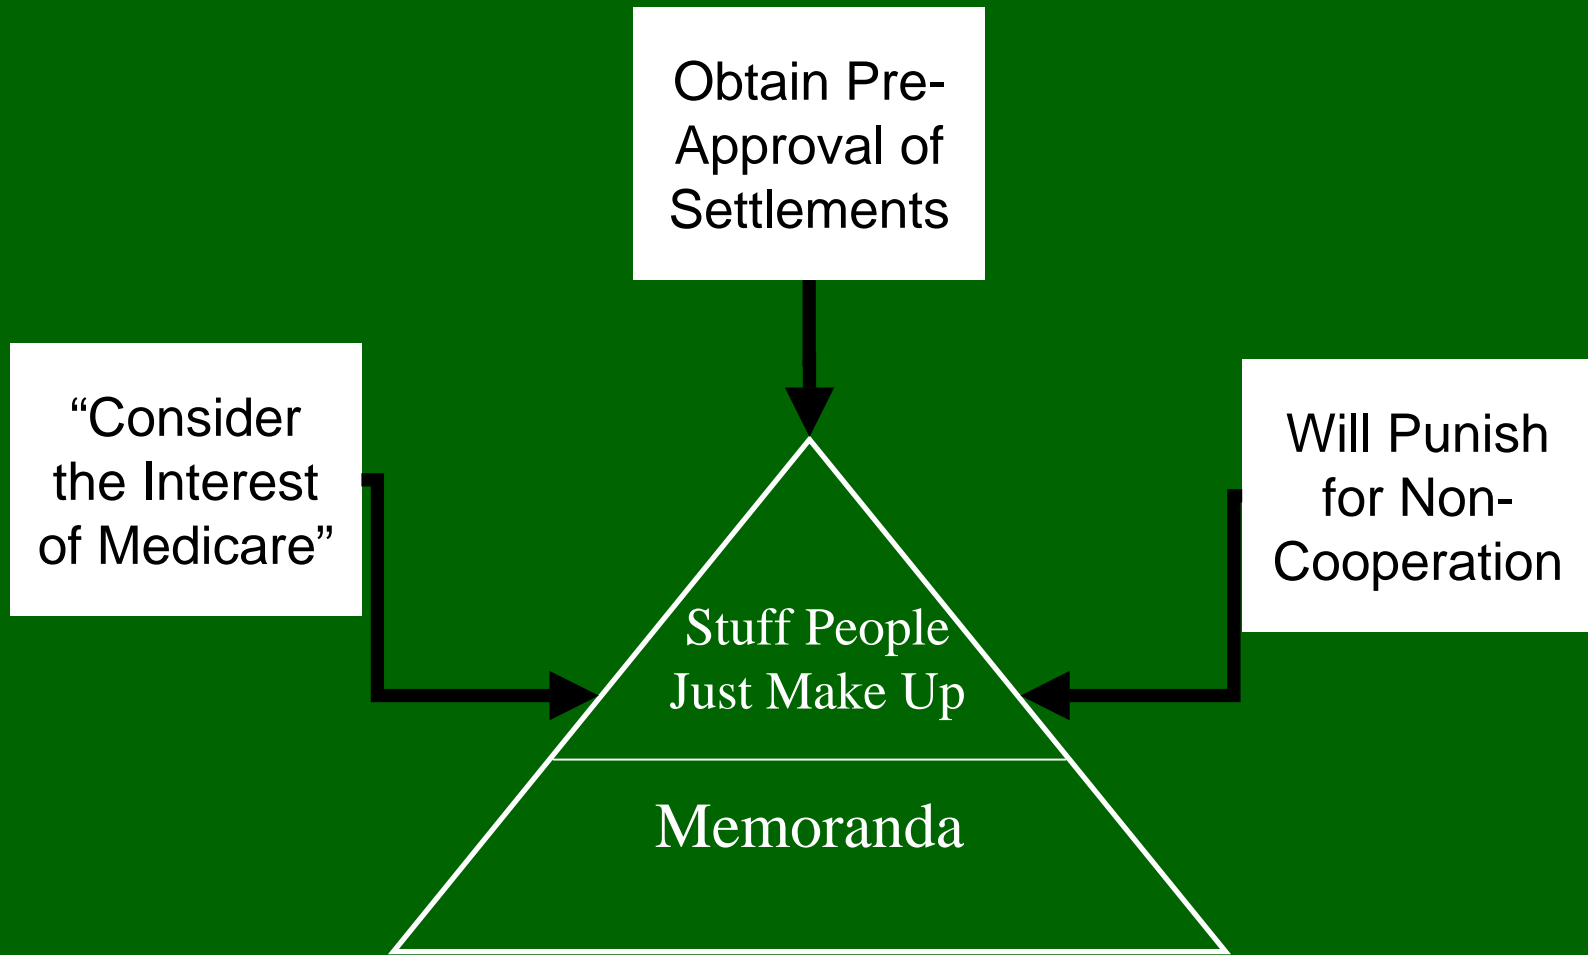 Obtain Pre-
Approval of
Settlements
“Consider
the Interest
of Medicare”
Will Punish
for Non-
Cooperation
Stuff People
Just Make Up
Memoranda